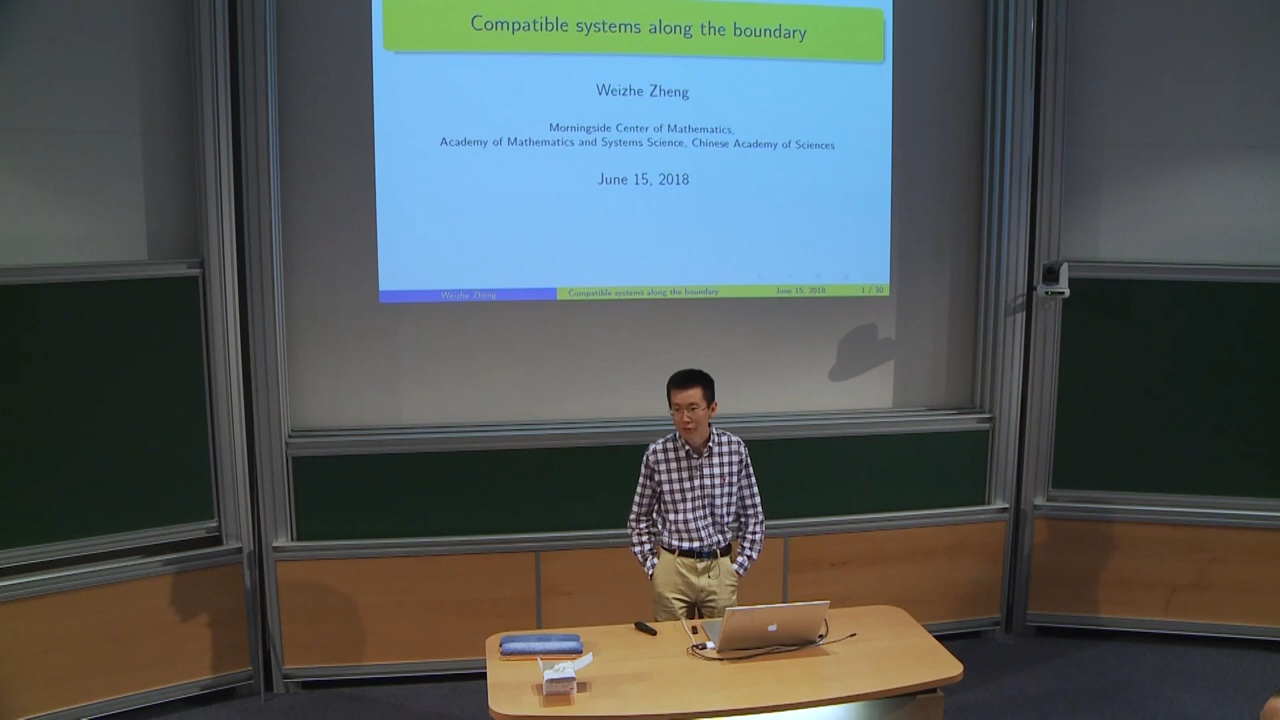 Compatible systems along the boundary
Weizhe Zheng
Morningside Center of Mathematics,
Academy of Mathematics and Systems Science, Chinese Academy of Sciences
June 15, 2018
Weizhe Zheng Compatible systems along the boundary June 15, 2018 1 / 30